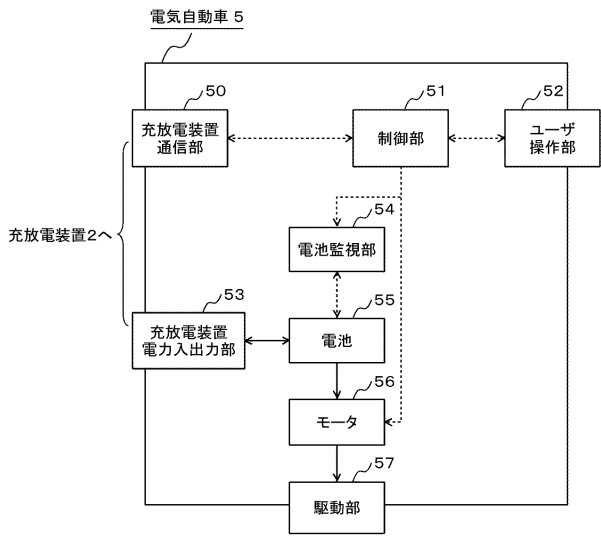 電気自動車 5
50
充放電装置
通信部
51
制御部
52
ユーザ
操作部
54
電池監視部
充放電装置2へ
53
充放電装置
電力入出力部
55
電池
56
モータ
57
駆動部